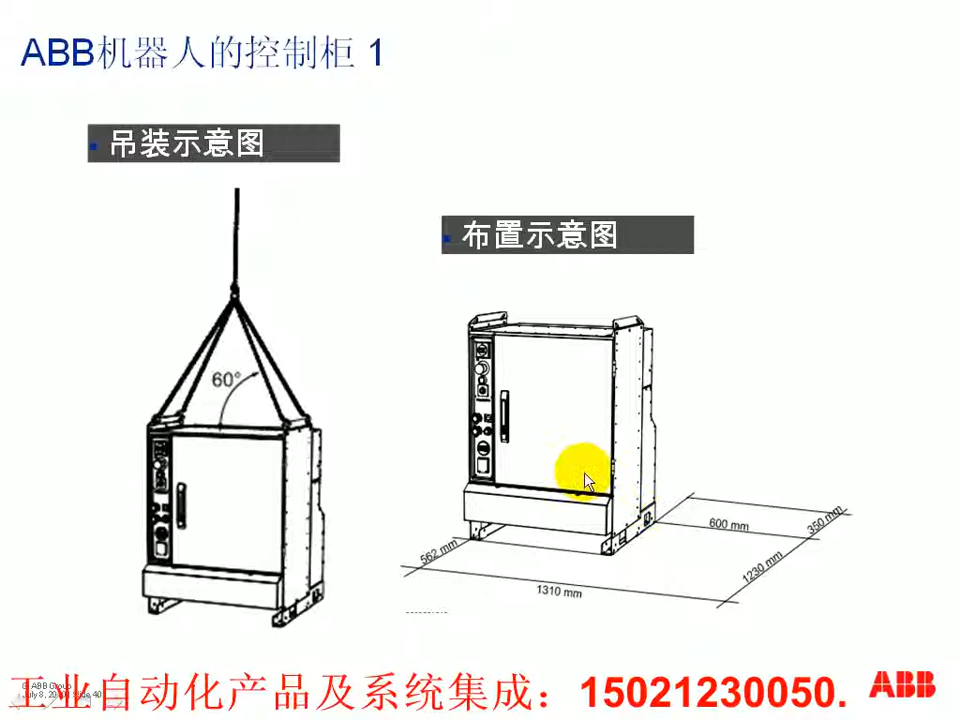 ABB机器人的控制柜 1
吊装示意图
布置示意图
60°
562 mm
600 mm
350 mm
1230 mm
1310 mm
© ABB Group
工业自动化产品及系统集成：15021230050.
ABB